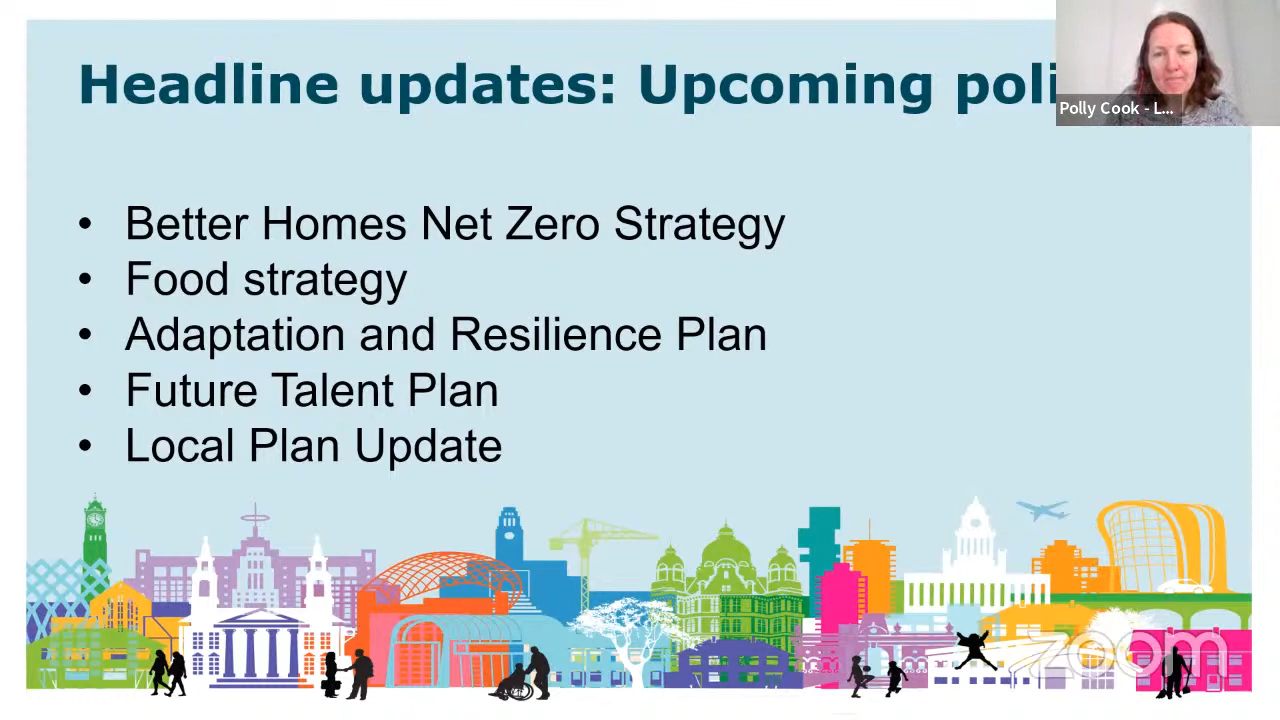 Headline updates: Upcoming poli
Polly Cook - L...
• Better Homes Net Zero Strategy
• Food strategy
• Adaptation and Resilience Plan
• Future Talent Plan
• Local Plan Update
zoom